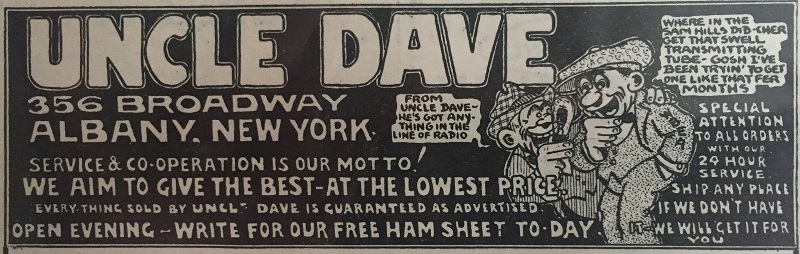 UNCLE DAVE
356 BROADWAY
ALBANY, NEW YORK.
FROM
UNCLE DAVE-
HE'S GOT ANY-
THING IN THE
LINE OF RADIO
WHERE IN THE
SAM HILLS DID-CHER
GET THAT SWELL
TRANSMITTING
TUBE- GOSH I'VE
BEEN TRYIN' TO GET
ONE LIKE THAT FER
MONTHS
SERVICE & CO-OPERATION IS OUR MOTTO!
WE AIM TO GIVE THE BEST-AT THE LOWEST PRICE
EVERY-THING SOLD BY UNCLE DAVE IS GUARANTEED AS ADVERTISED.
OPEN EVENING - WRITE FOR OUR FREE HAM SHEET TO-DAY.
SPECIAL
ATTENTION
TO ALL ORDERS
WITH OUR
24 HOUR
SERVICE.
SHIP ANY PLACE
IF WE DON'T HAVE
IT- WE WILL GET IT FOR
YOU